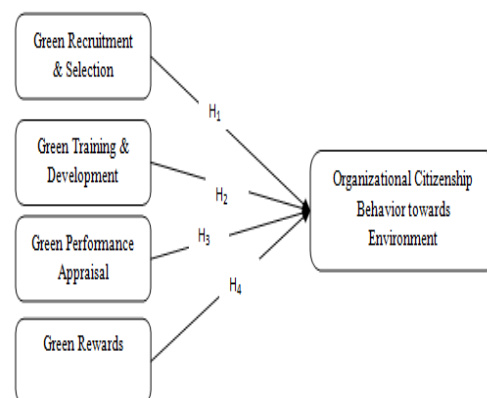 Green Recruitment
& Selection
H₁
Green Training &
Development
H₂
Organizational Citizenship
Behavior towards
Environment
Green Performance
Appraisal
H₃
H₄
Green Rewards